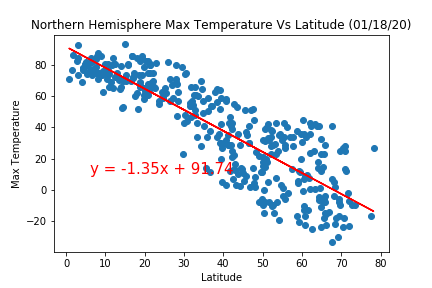 Northern Hemisphere Max Temperature Vs Latitude (01/18/20)
80
60
40
20
0
−20
Max Temperature
y = -1.35x + 91.74
0 10 20 30 40 50 60 70 80
Latitude